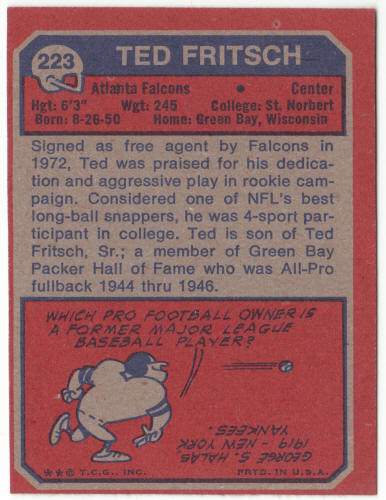 223
TED FRITSCH
Atlanta Falcons • Center
Hgt: 6'3" Wgt: 245 College: St. Norbert
Born: 8-26-50 Home: Green Bay, Wisconsin
Signed as free agent by Falcons in
1972, Ted was praised for his dedica-
tion and aggressive play in rookie cam-
paign. Considered one of NFL's best
long-ball snappers, he was 4-sport par-
ticipant in college. Ted is son of Ted
Fritsch, Sr.; a member of Green Bay
Packer Hall of Fame who was All-Pro
fullback 1944 thru 1946.
WHICH PRO FOOTBALL OWNER IS
A FORMER MAJOR LEAGUE
BASEBALL PLAYER?
GEORGE S. HALAS,
1919 - NEW YORK
YANKEES.
**© T.C.G., INC. PRTD. IN U.S.A.